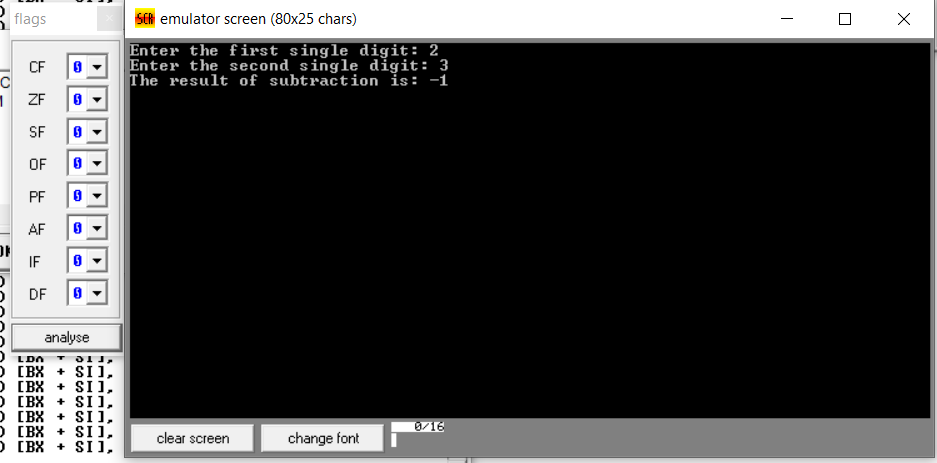 flags
SCR emulator screen (80x25 chars)
Enter the first single digit: 2
Enter the second single digit: 3
The result of subtraction is: -1
CF 0
ZF 0
SF 0
OF 0
PF 0
AF 0
IF 0
DF 0
analyse
[BX + SI],
[BX + SI],
[BX + SI],
[BX + SI],
[BX + SI],
[BX + SI],
[BX + SI],
clear screen
change font
0/16